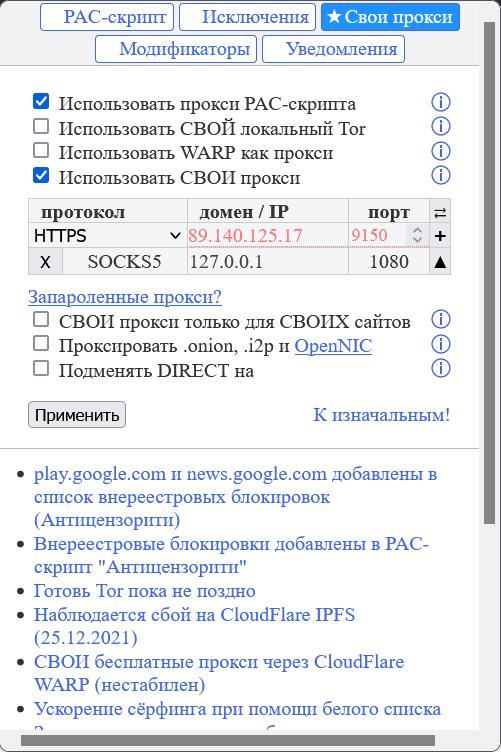 PAC-скрипт Исключения ★ Свои прокси
Модификаторы Уведомления
Использовать прокси PAC-скрипта ⓘ
Использовать СВОЙ локальный Tor ⓘ
Использовать WARP как прокси ⓘ
Использовать СВОИ прокси ⓘ
протокол домен / IP порт ⇄
HTTPS 89.140.125.17 9150 +
X SOCKS5 127.0.0.1 1080 ▲
Запароленные прокси?
СВОИ прокси только для СВОИХ сайтов ⓘ
Проксировать .onion, .i2p и OpenNIC ⓘ
Подменять DIRECT на ⓘ
Применить К изначальным!
play.google.com и news.google.com добавлены в
список внереестровых блокировок
(Антицензорити)
Внереестровые блокировки добавлены в PAC-
скрипт "Антицензорити"
Готовь Tor пока не поздно
Наблюдается сбой на CloudFlare IPFS
(25.12.2021)
СВОИ бесплатные прокси через CloudFlare
WARP (нестабилен)
Ускорение сёрфинга при помощи белого списка